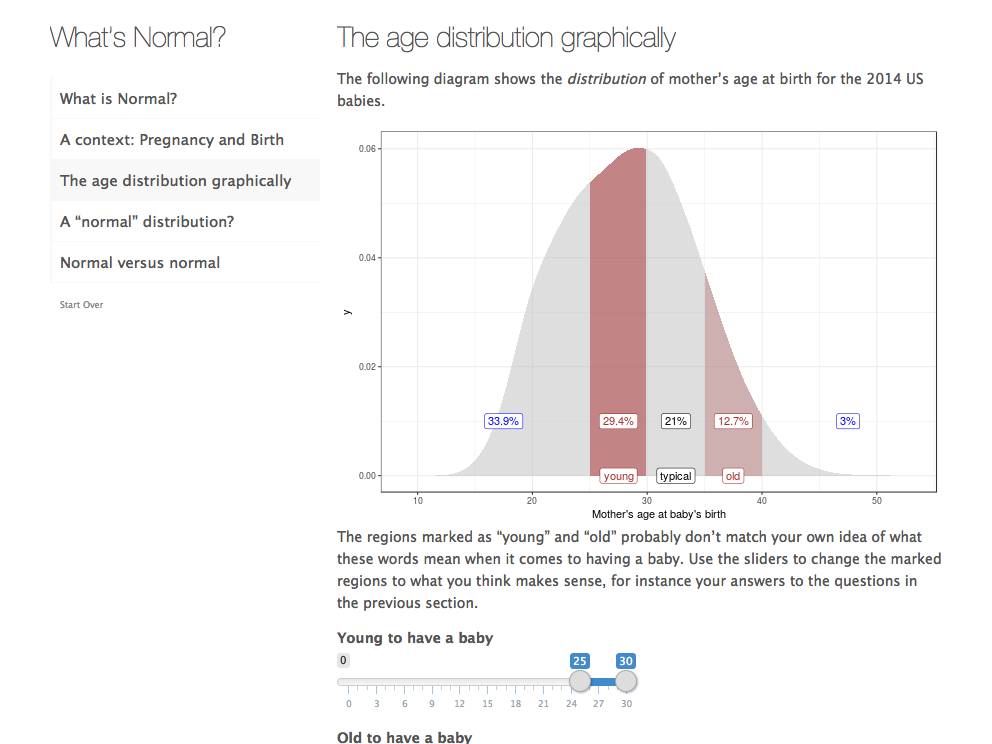 What's Normal?
What is Normal?
A context: Pregnancy and Birth
The age distribution graphically
A “normal” distribution?
Normal versus normal
Start Over
The age distribution graphically
The following diagram shows the distribution of mother’s age at birth for the 2014 US
babies.
0.06
0.04
0.02
0.00
y
33.9%
29.4%
21%
12.7%
3%
young
typical
old
10
20
30
40
50
Mother's age at baby's birth
The regions marked as “young” and “old” probably don’t match your own idea of what
these words mean when it comes to having a baby. Use the sliders to change the marked
regions to what you think makes sense, for instance your answers to the questions in
the previous section.
Young to have a baby
0
25
30
0 3 6 9 12 15 18 21 24 27 30
Old to have a baby